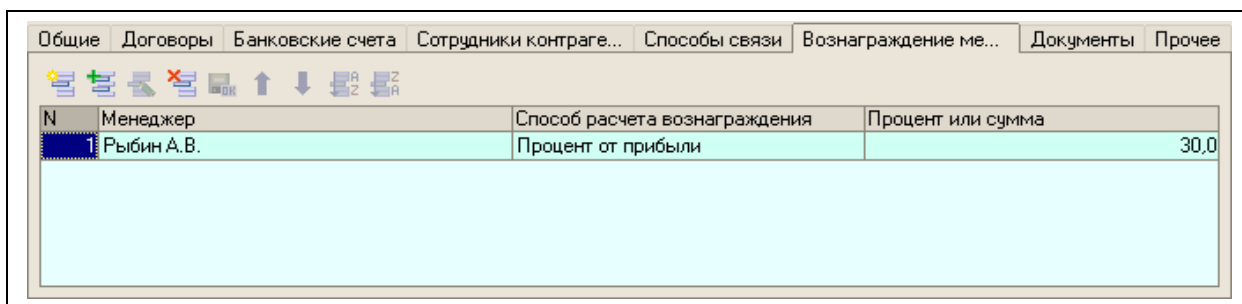 Общие Договоры Банковские счета Сотрудники контраге... Способы связи Вознаграждение ме... Документы Прочее
N Менеджер Способ расчета вознаграждения Процент или сумма
1 Рыбин А.В. Процент от прибыли 30,0